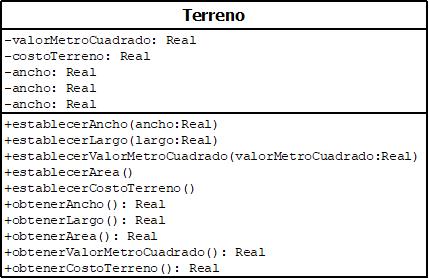 Terreno
-valorMetroCuadrado: Real
-costoTerreno: Real
-ancho: Real
-ancho: Real
-ancho: Real
+establecerAncho(ancho:Real)
+establecerLargo(largo:Real)
+establecerValorMetroCuadrado(valorMetroCuadrado:Real)
+establecerArea()
+establecerCostoTerreno()
+obtenerAncho(): Real
+obtenerLargo(): Real
+obtenerArea(): Real
+obtenerValorMetroCuadrado(): Real
+obtenerCostoTerreno(): Real